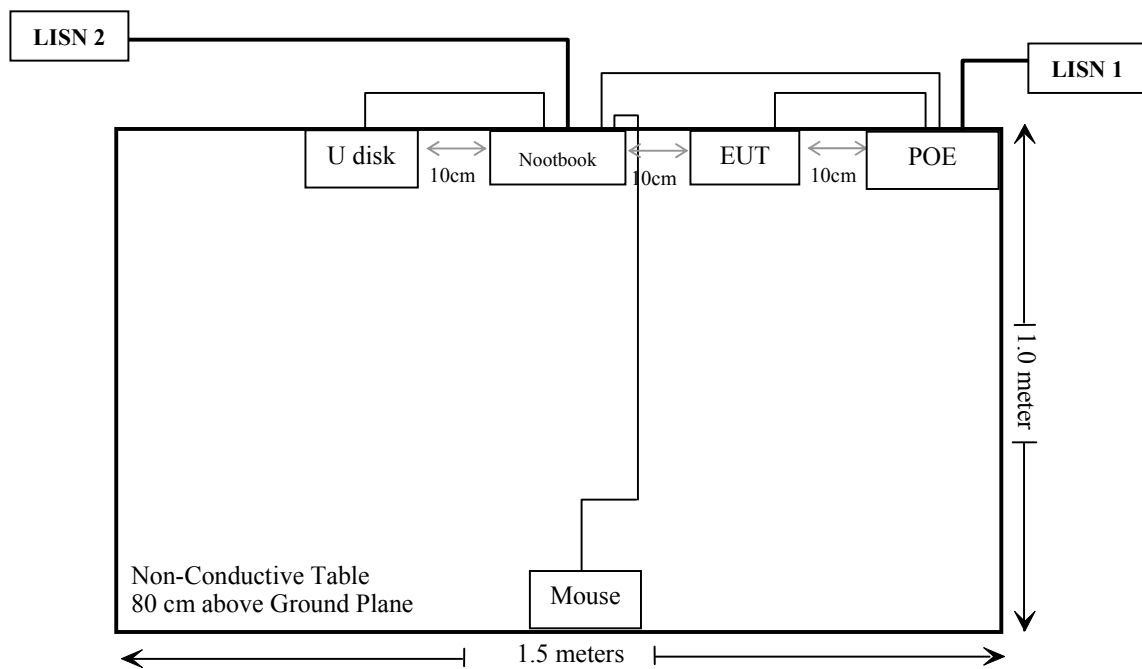 LISN 2
LISN 1
U disk
Nootbook
EUT
POE
10cm
10cm
10cm
1.0 meter
Non-Conductive Table
80 cm above Ground Plane
Mouse
1.5 meters